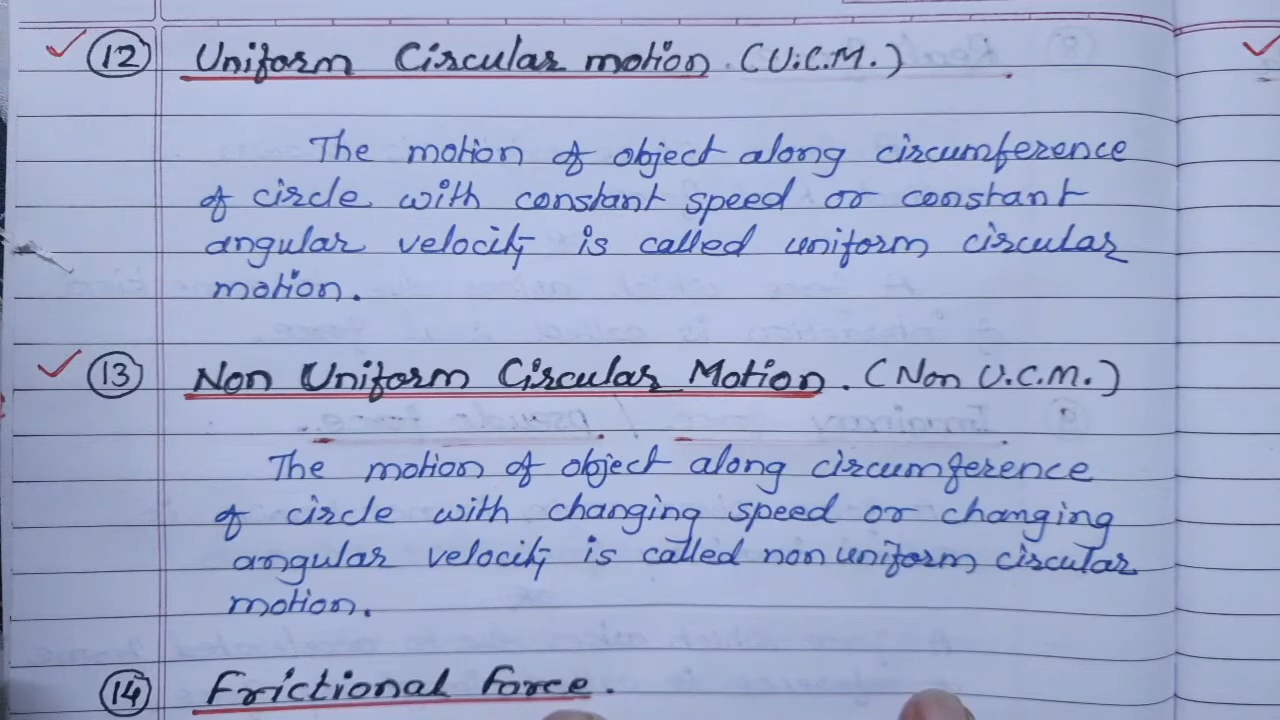 (12) Uniform Circular motion. (U.C.M.)
The motion of object along circumference
of circle with constant speed or constant
angular velocity is called uniform circular
motion.
(13) Non Uniform Circular Motion. (Non U.C.M.)
The motion of object along circumference
of circle with changing speed or changing
angular velocity is called non uniform circular
motion.
(14) Frictional force.